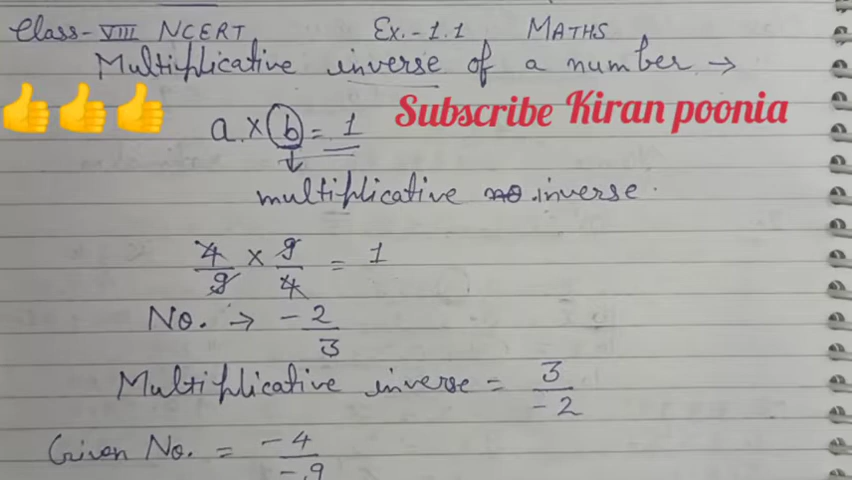 Class-VIII NCERT Ex.-1.1 MATHS
Multiplicative inverse of a number →
Subscribe Kiran poonia
a × b = 1
multiplicative inverse.
4/9 × 9/4 = 1
No. → -2/3
Multiplicative inverse = 3/-2
Given No. = -4/-9